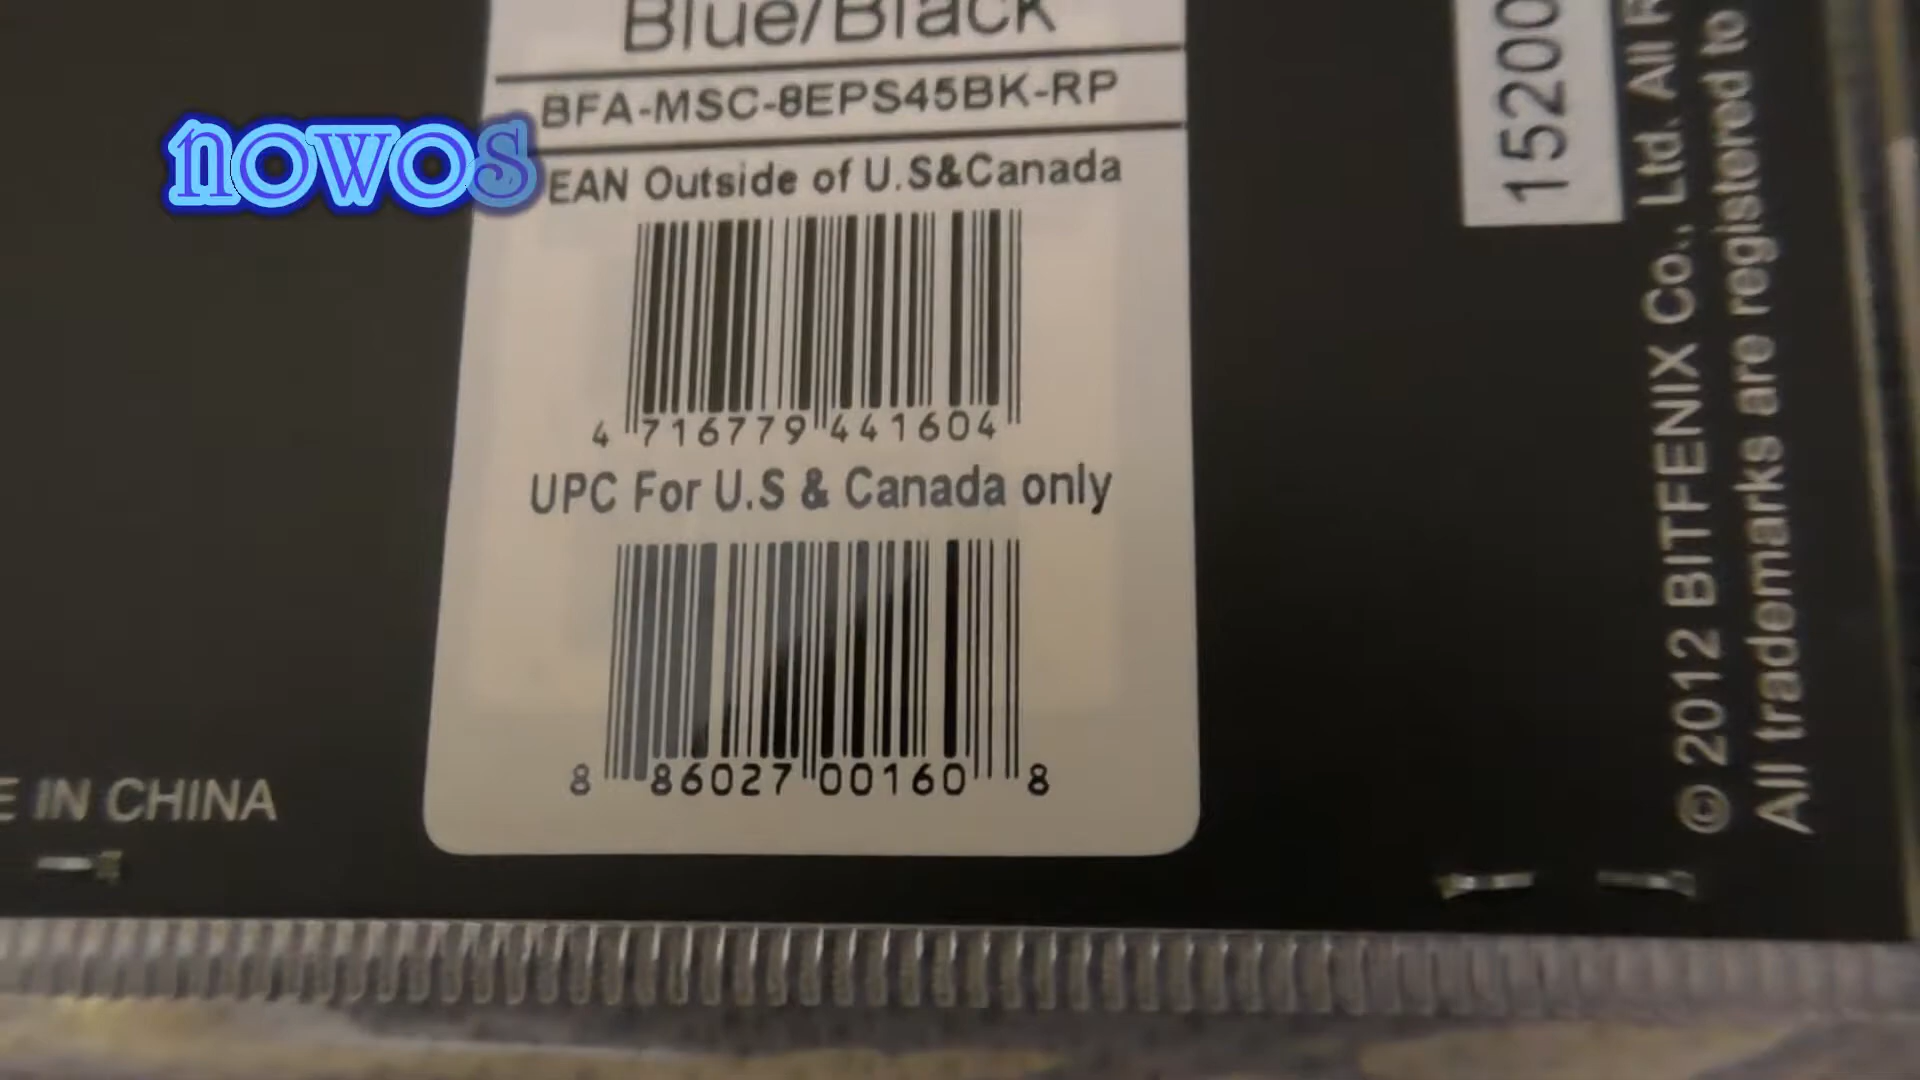 Blue/Black
BFA-MSC-8EPS45BK-RP
nowos
EAN Outside of U.S&Canada
4 716779 441604
UPC For U.S & Canada only
8 86027 00160 8
E IN CHINA
15200
© 2012 BITFENIX Co., Ltd. All R
All trademarks are registered to